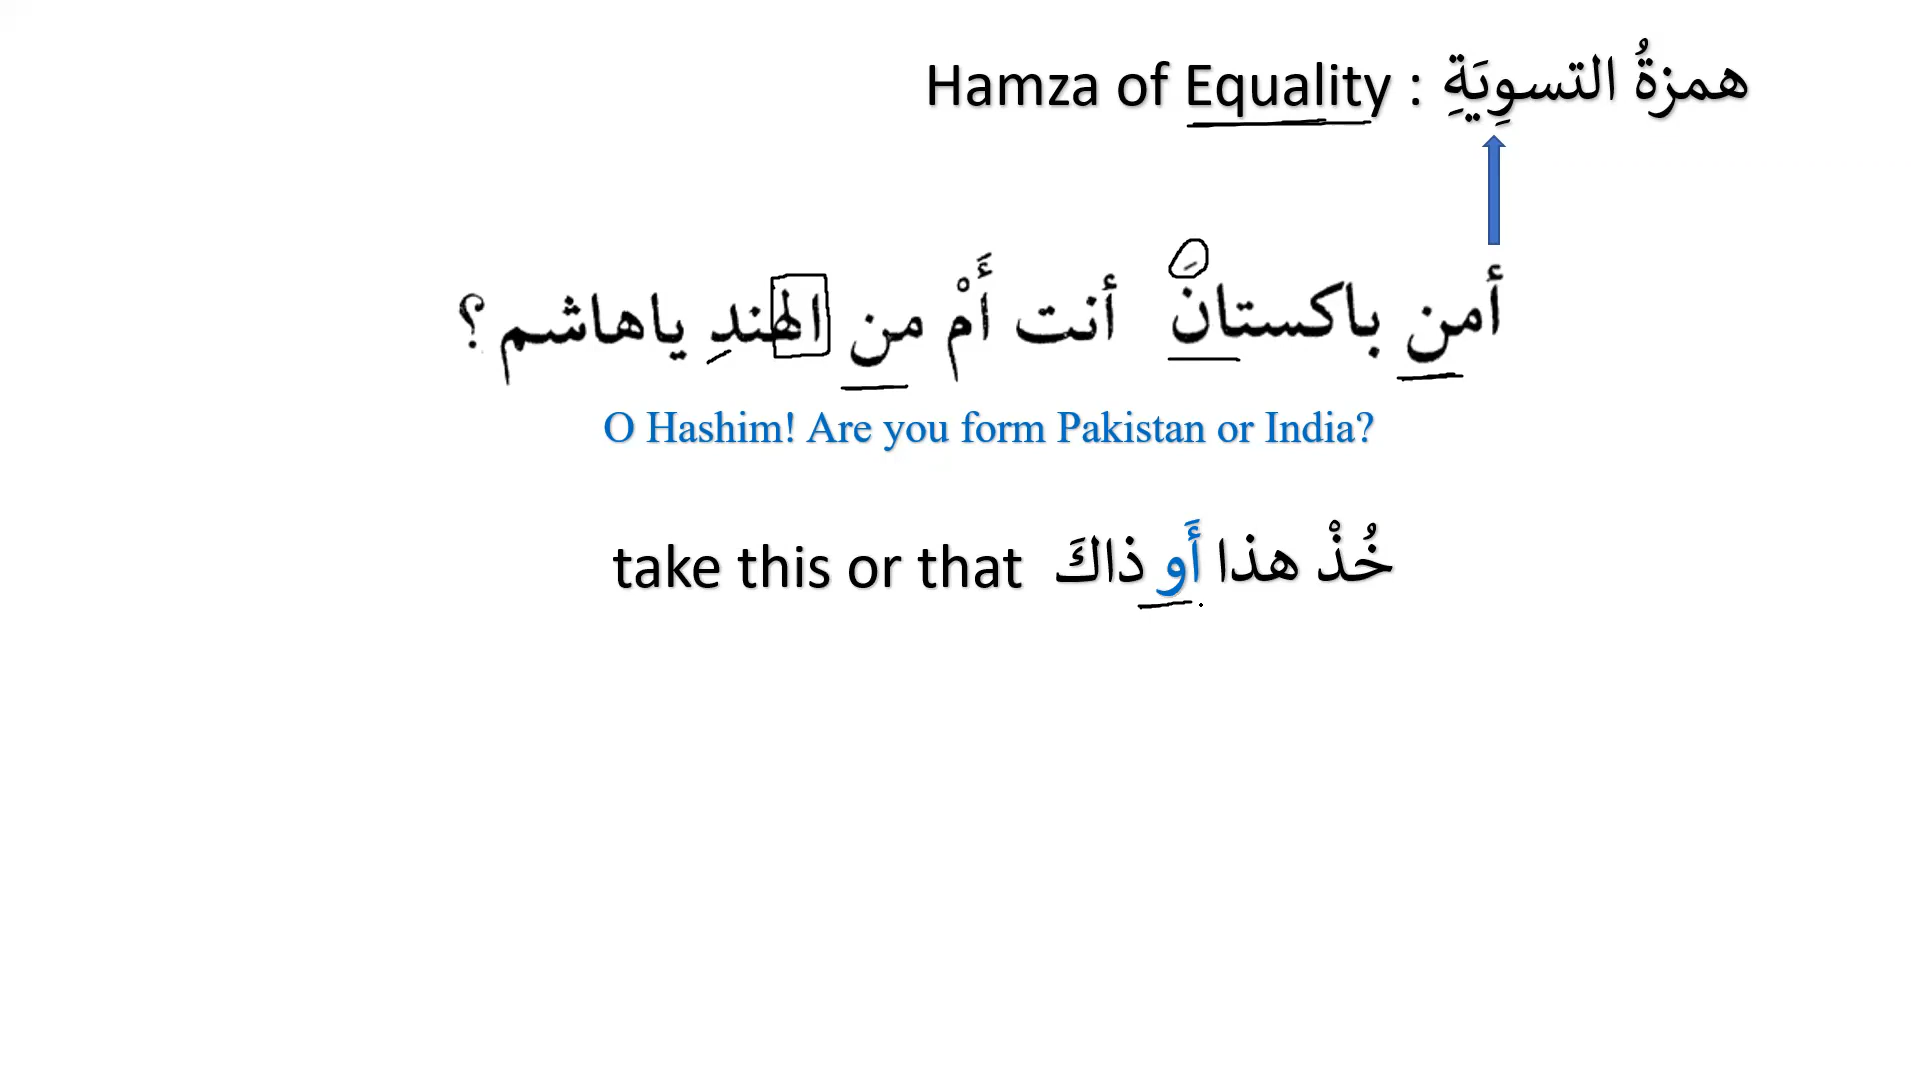 Hamza of Equality : همزةُ التسوِيَةِ
أمن باكستانَ أنت أَمْ من الهندِ ياهاشم ؟
O Hashim! Are you form Pakistan or India?
take this or that خُذْ هذا أَو ذاكَ